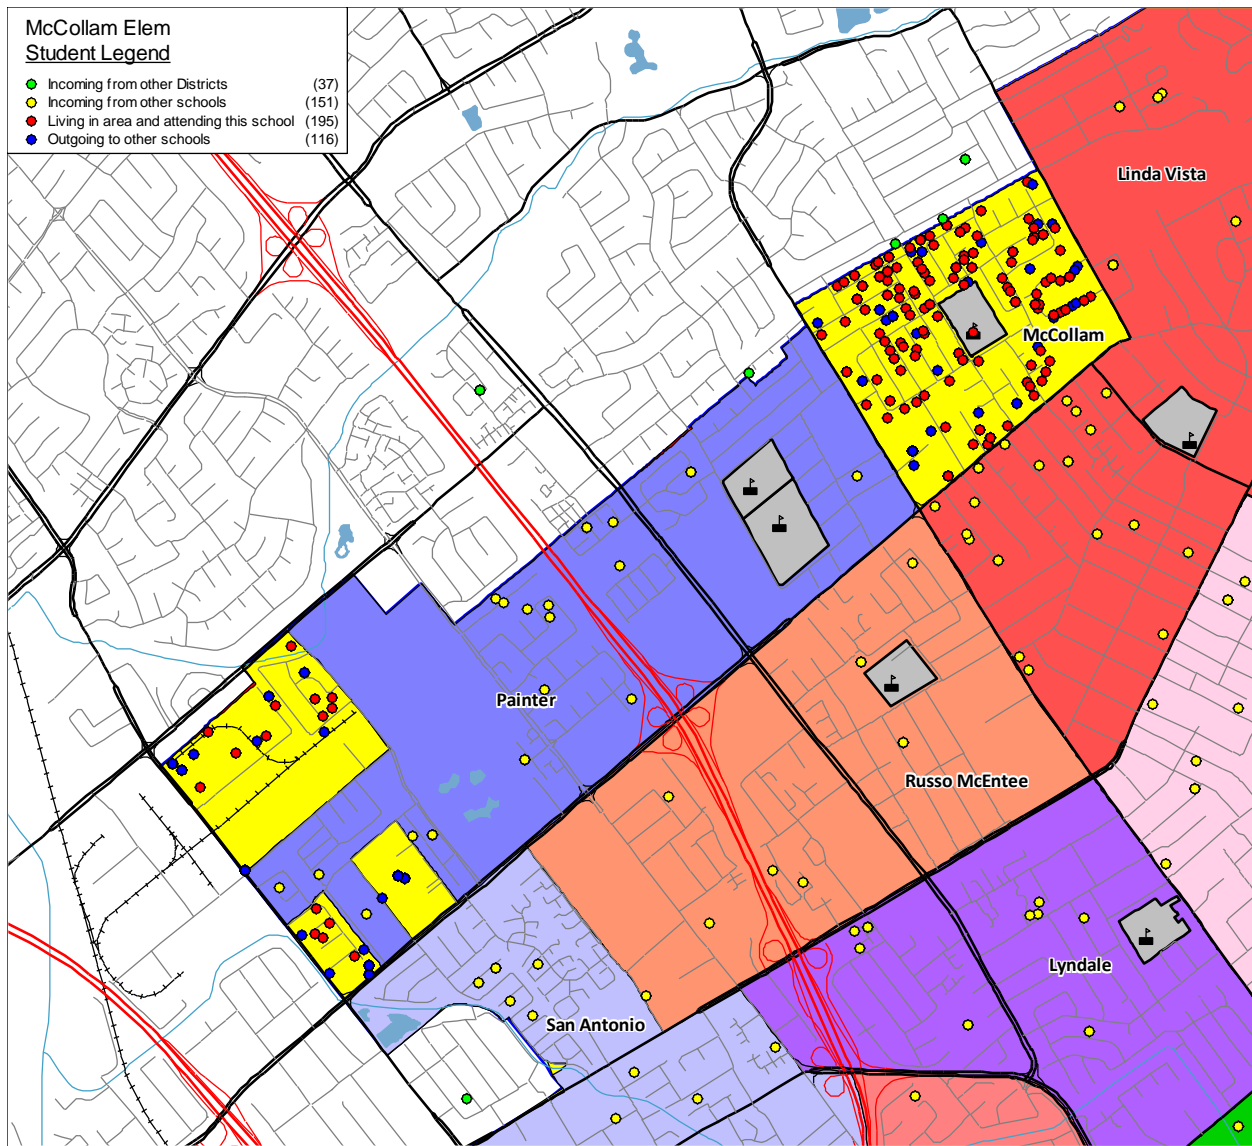 McCollam Elem
Student Legend
Incoming from other Districts (37)
Incoming from other schools (151)
Living in area and attending this school (195)
Outgoing to other schools (116)
Linda Vista
McCollam
Painter
Russo McEntee
Lyndale
San Antonio